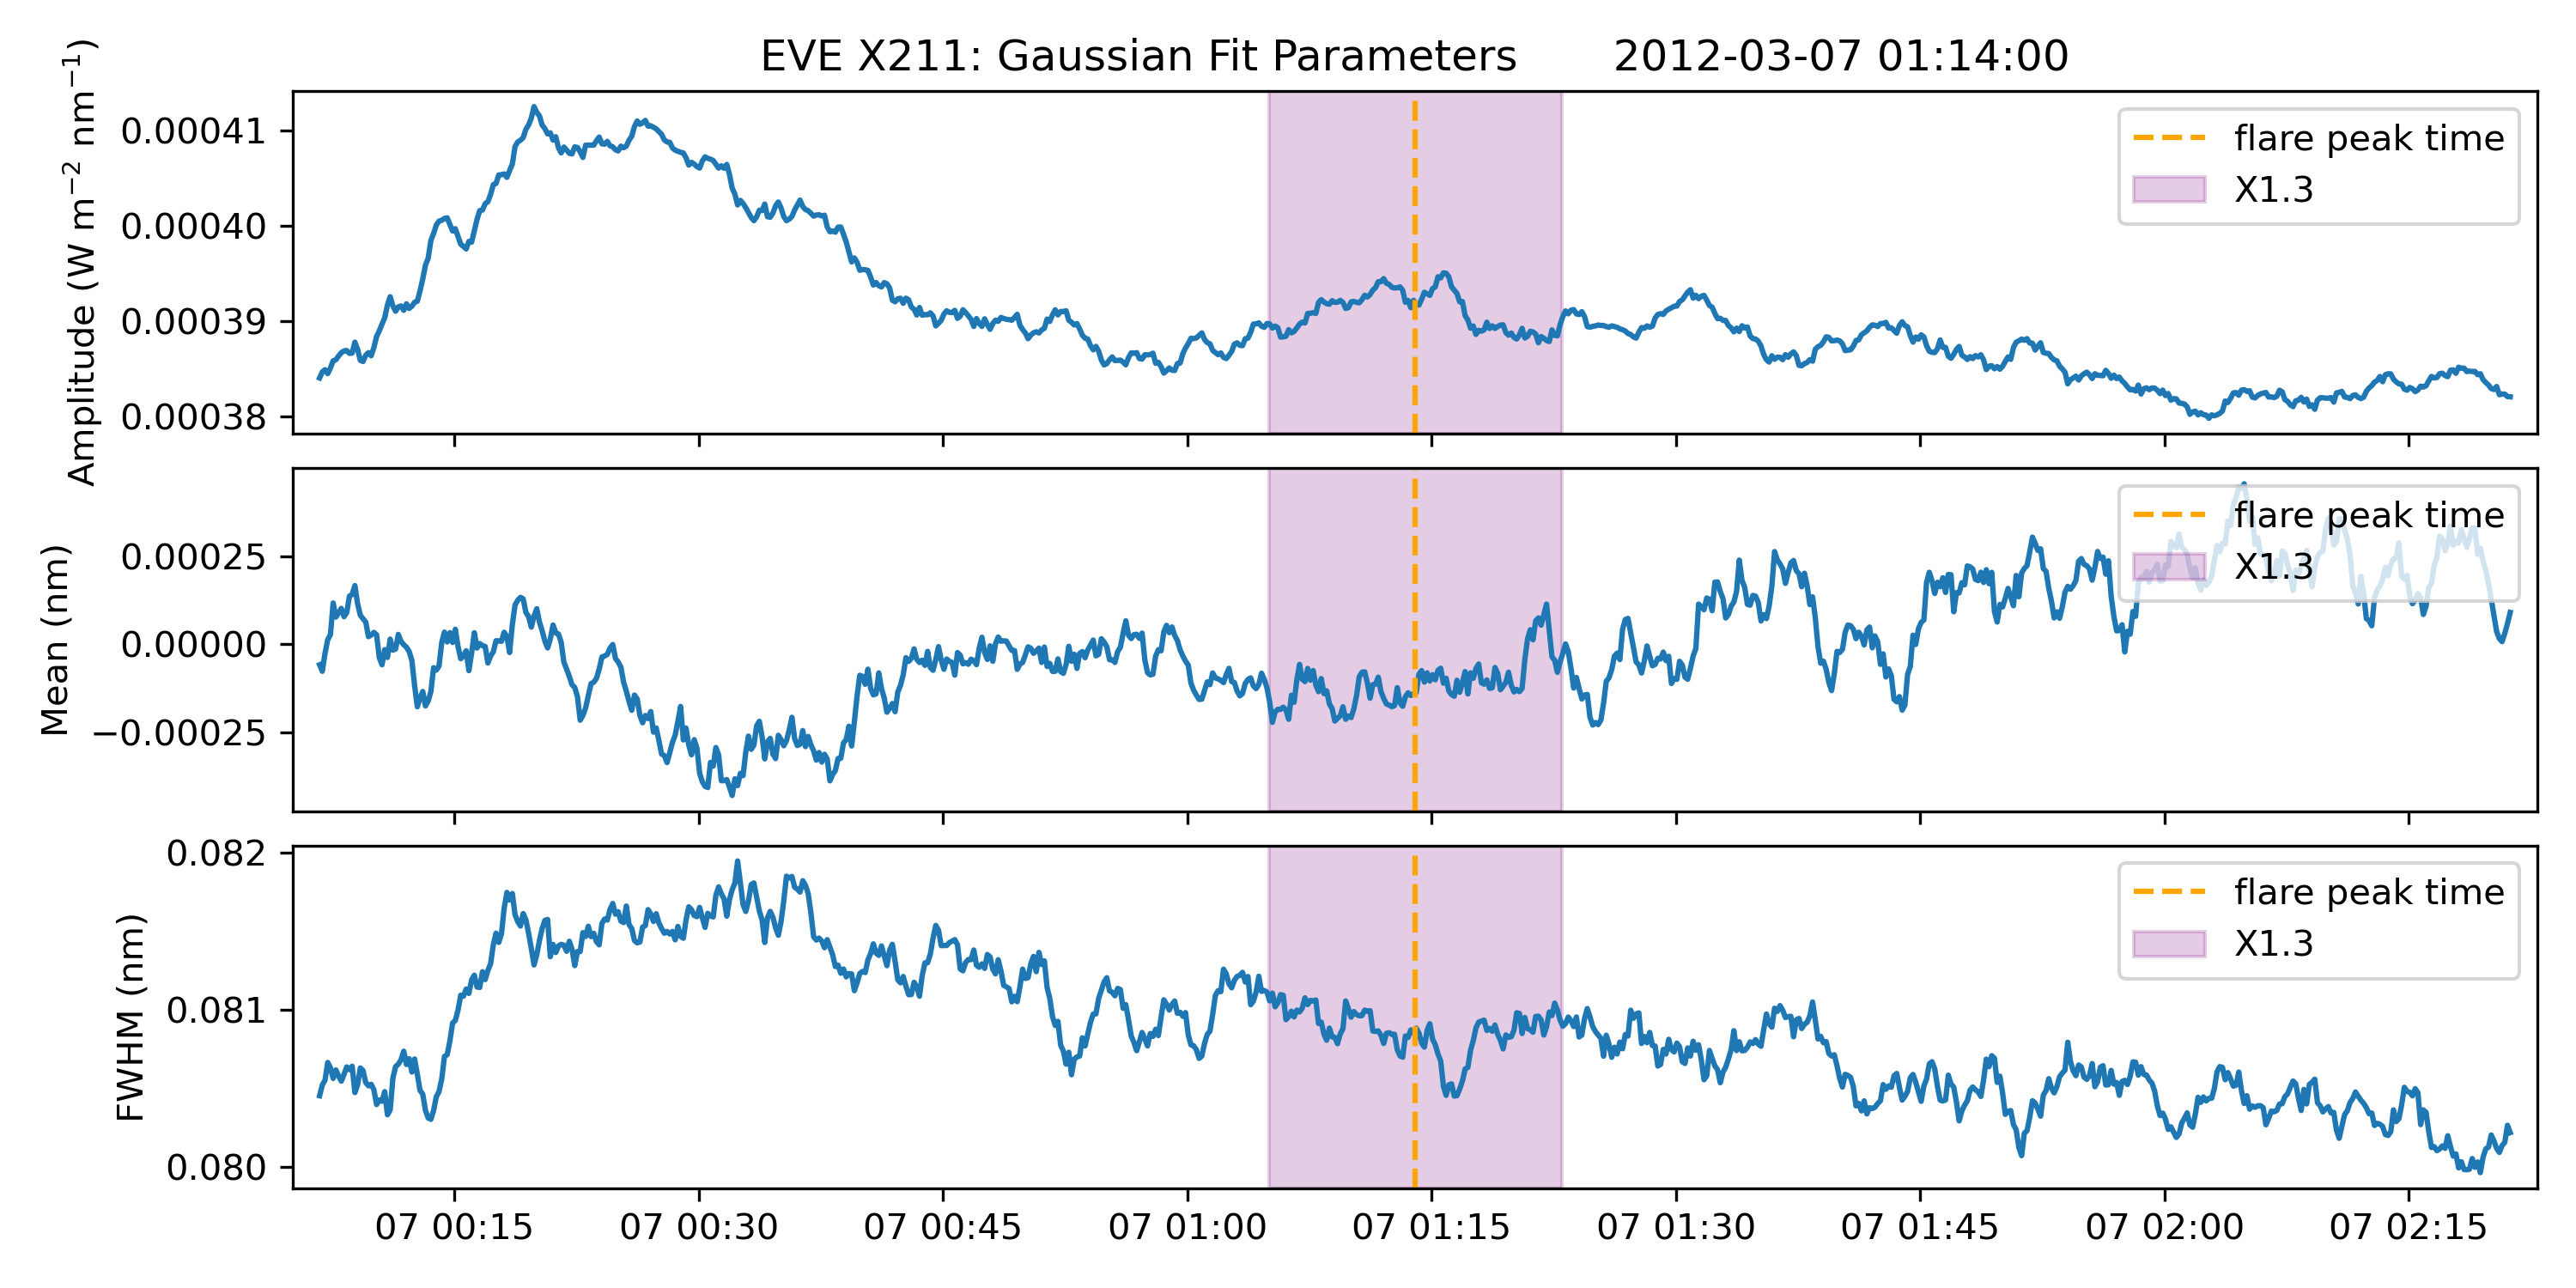 EVE X211: Gaussian Fit Parameters 2012-03-07 01:14:00
Amplitude (W m⁻² nm⁻¹)
0.00041
0.00040
0.00039
0.00038
flare peak time
X1.3
Mean (nm)
0.00025
0.00000
−0.00025
flare peak time
X1.3
FWHM (nm)
0.082
0.081
0.080
flare peak time
X1.3
07 00:15 07 00:30 07 00:45 07 01:00 07 01:15 07 01:30 07 01:45 07 02:00 07 02:15